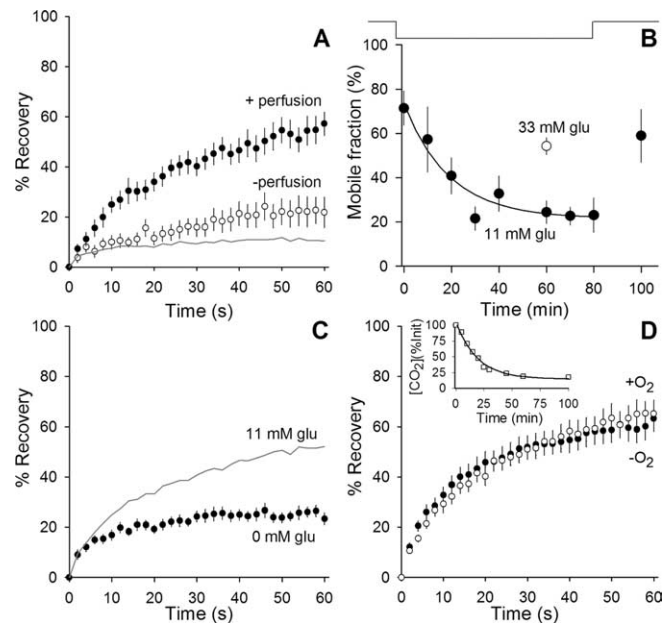 A
+ perfusion
-perfusion
% Recovery
100
80
60
40
20
0
0 10 20 30 40 50 60
Time (s)
B
33 mM glu
11 mM glu
Mobile fraction (%)
100
80
60
40
20
0
0 20 40 60 80 100
Time (min)
C
11 mM glu
0 mM glu
% Recovery
100
80
60
40
20
0
0 10 20 30 40 50 60
Time (s)
D
[CO2](%Init)
100
75
50
25
0
0 25 50 75 100
Time (min)
+O2
-O2
% Recovery
100
80
60
40
20
0
0 10 20 30 40 50 60
Time (s)